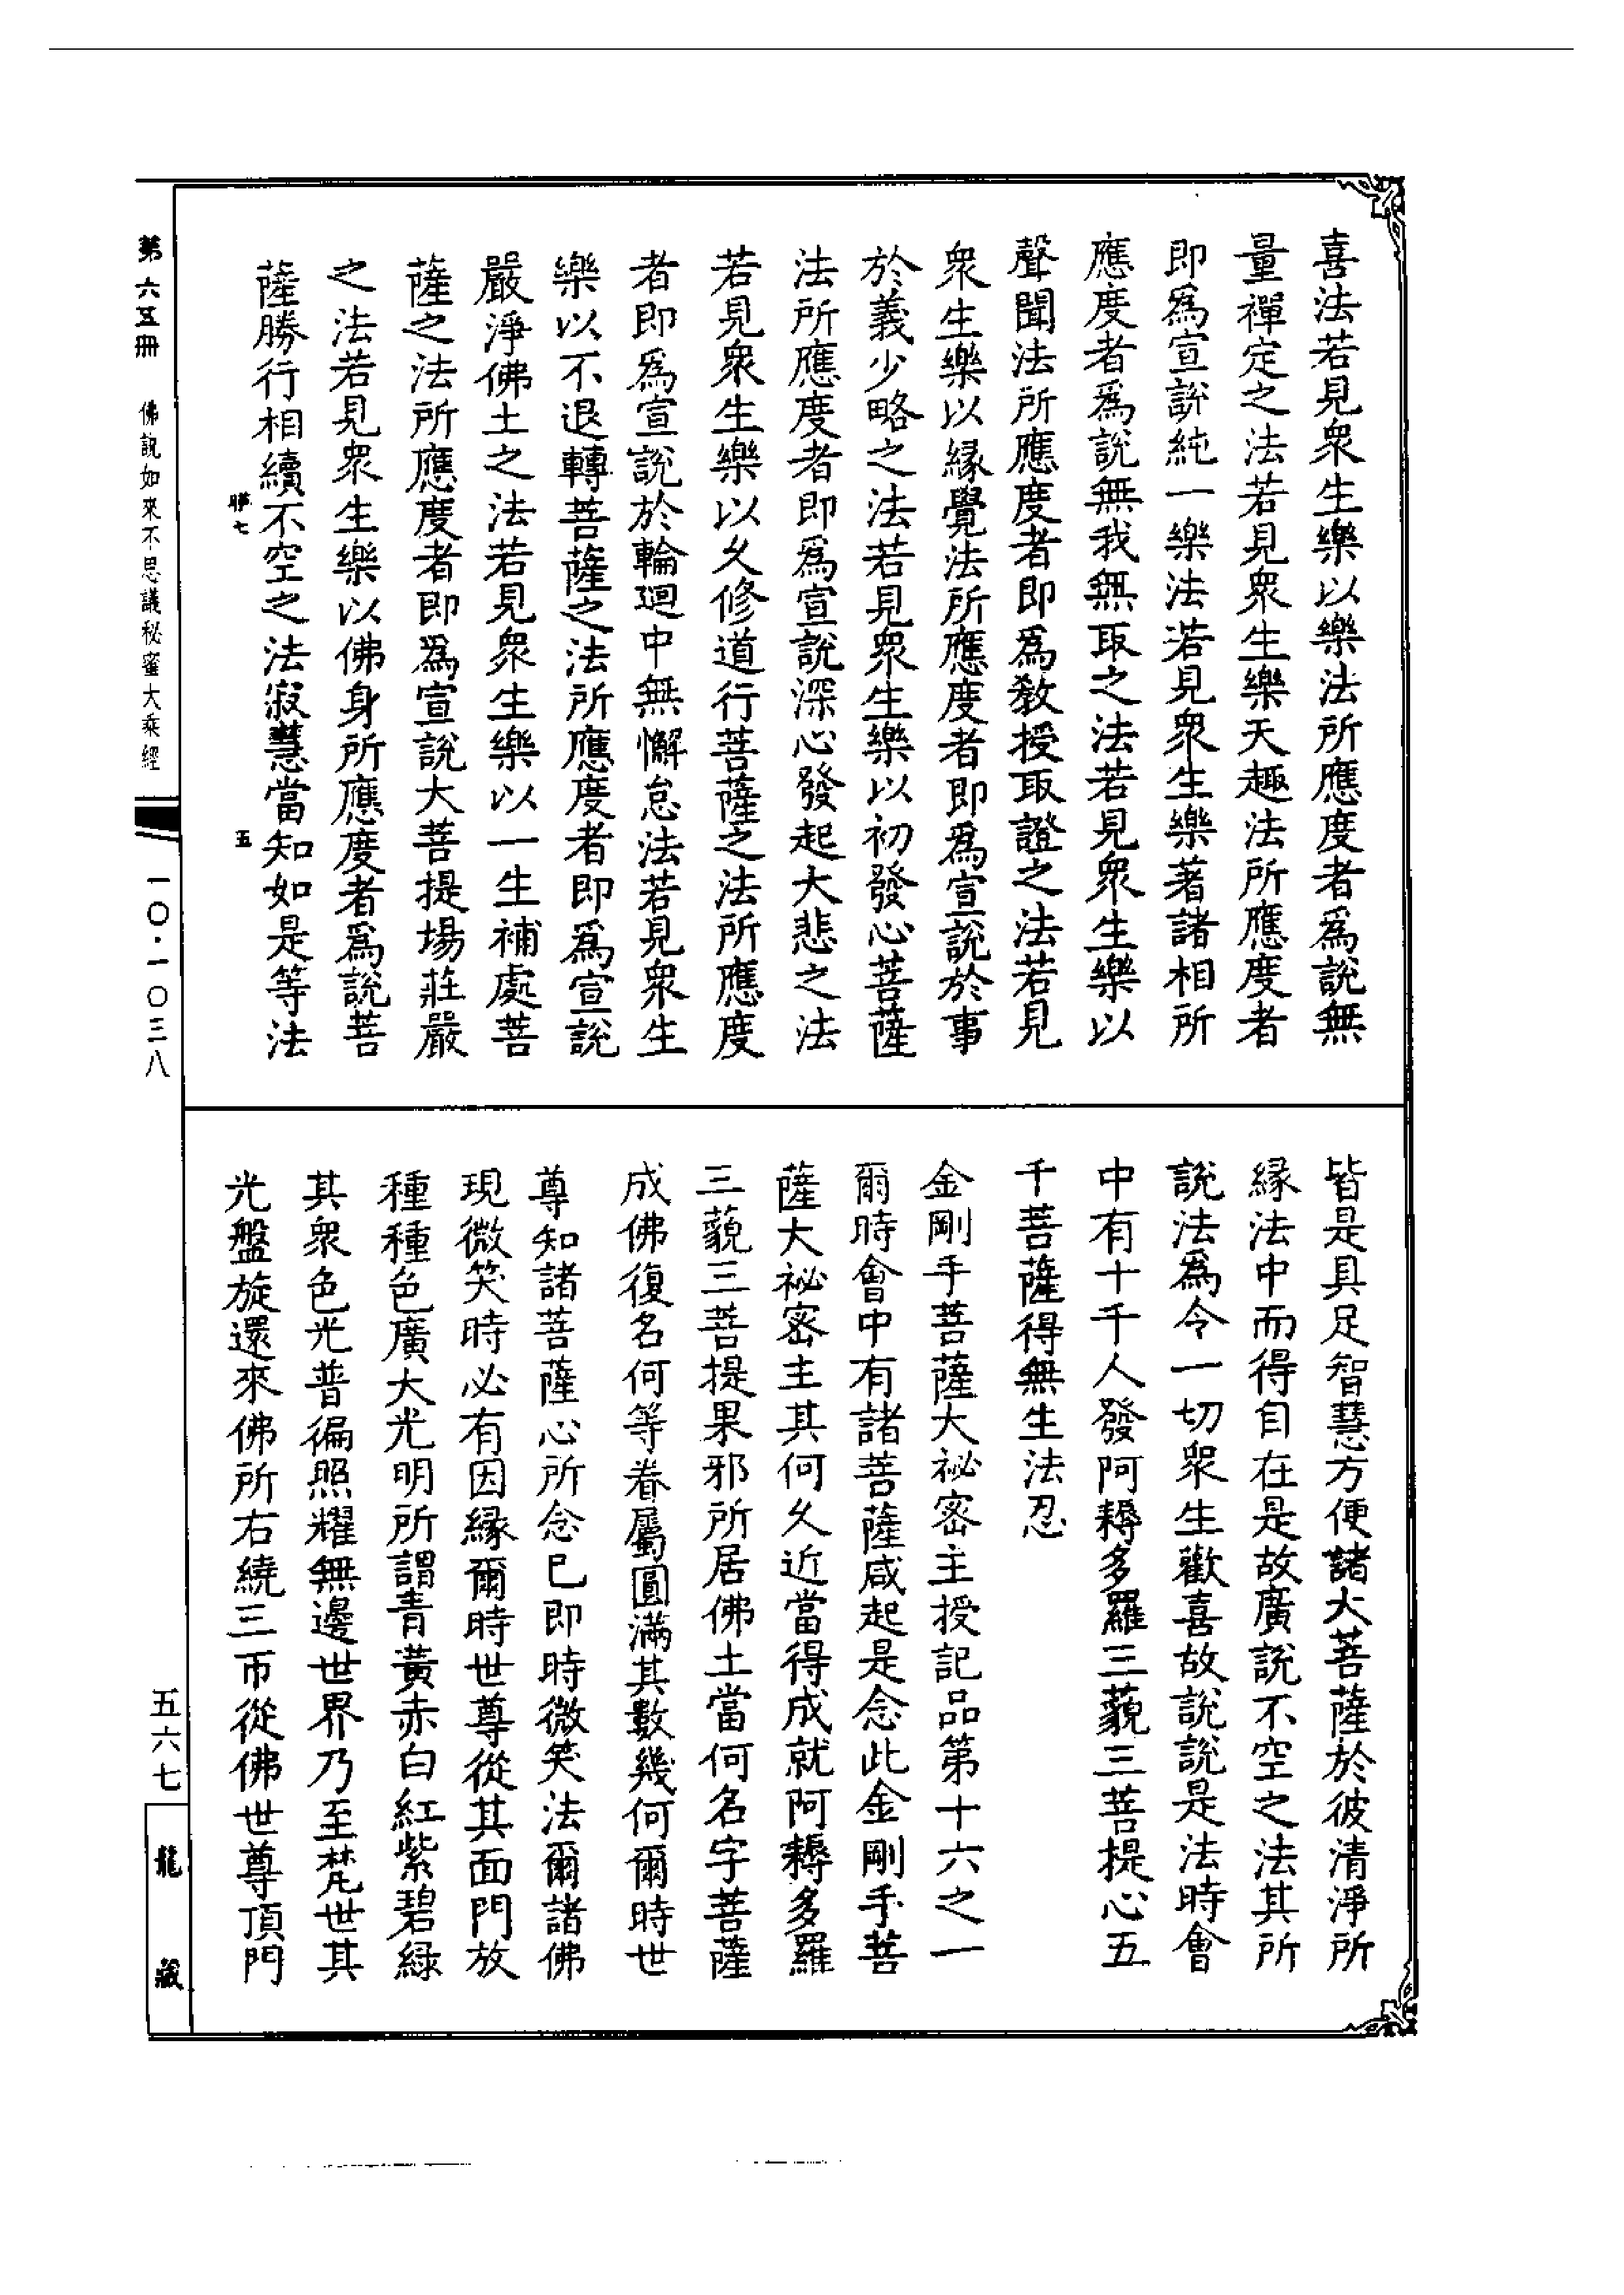 喜法若見衆生樂以樂法所應度者爲說無
量禪定之法若見衆生樂天趣法所應度者
即爲宣說純一樂法若見衆生樂著諸相所
應度者爲說無我無取之法若見衆生樂以
聲聞法所應度者即爲教授取證之法若見
衆生樂以緣覺法所應度者即爲宣說於事
於義少略之法若見衆生樂以初發心菩薩
法所應度者即爲宣說深心發起大悲之法
若見衆生樂以久修道行菩薩之法所應度
者即爲宣說於輪迴中無懈怠法若見衆生
樂以不退轉菩薩之法所應度者即爲宣說
嚴淨佛土之法若見衆生樂以一生補處菩
薩之法所應度者即爲宣說大菩提場莊嚴
之法若見衆生樂以佛身所應度者爲說菩
薩勝行相續不空之法寂慧當知如是等法
七
五
皆是具足智慧方便諸大菩薩於彼清淨所
緣法中而得自在是故廣說不空之法其所
說法爲令一切衆生歡喜故說說是法時會
中有十千人發阿耨多羅三藐三菩提心五
千菩薩得無生法忍
金剛手菩薩大祕密主授記品第十六之一
爾時會中有諸菩薩咸起是念此金剛手菩
薩大祕密主其何久近當得成就阿耨多羅
三藐三菩提果邪所居佛土當何名字菩薩
成佛復名何等眷屬圓滿其數幾何爾時世
尊知諸菩薩心所念已即時微笑法爾諸佛
現微笑時必有因緣爾時世尊從其面門放
種種色廣大光明所謂青黃赤白紅紫碧綠
其衆色光普徧照耀無邊世界乃至梵世其
光盤旋還來佛所右繞三帀從佛世尊頂門
第六五冊 佛說如來不思議秘密大乘經
一〇·一〇三八
五六七
龍藏